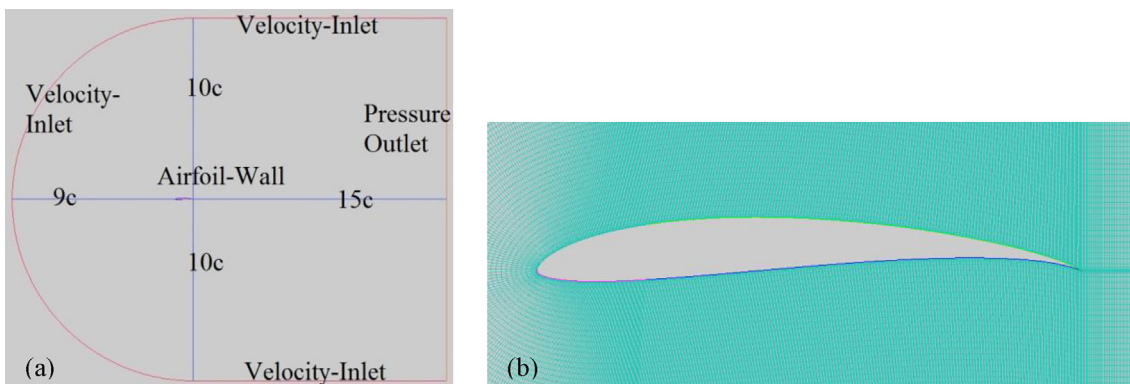 Velocity-Inlet
10c
Velocity-
Inlet
Pressure
Outlet
Airfoil-Wall
9c
15c
10c
Velocity-Inlet
(a)
(b)